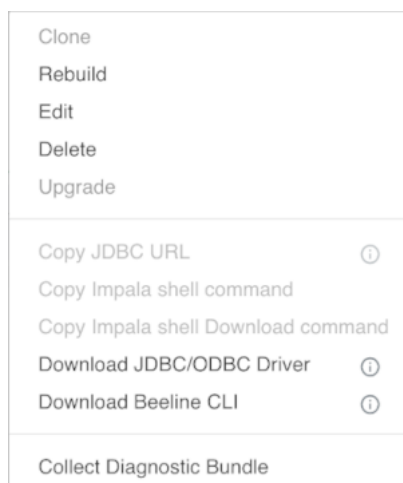 Clone
Rebuild
Edit
Delete
Upgrade
Copy JDBC URL
Copy Impala shell command
Copy Impala shell Download command
Download JDBC/ODBC Driver
Download Beeline CLI
Collect Diagnostic Bundle